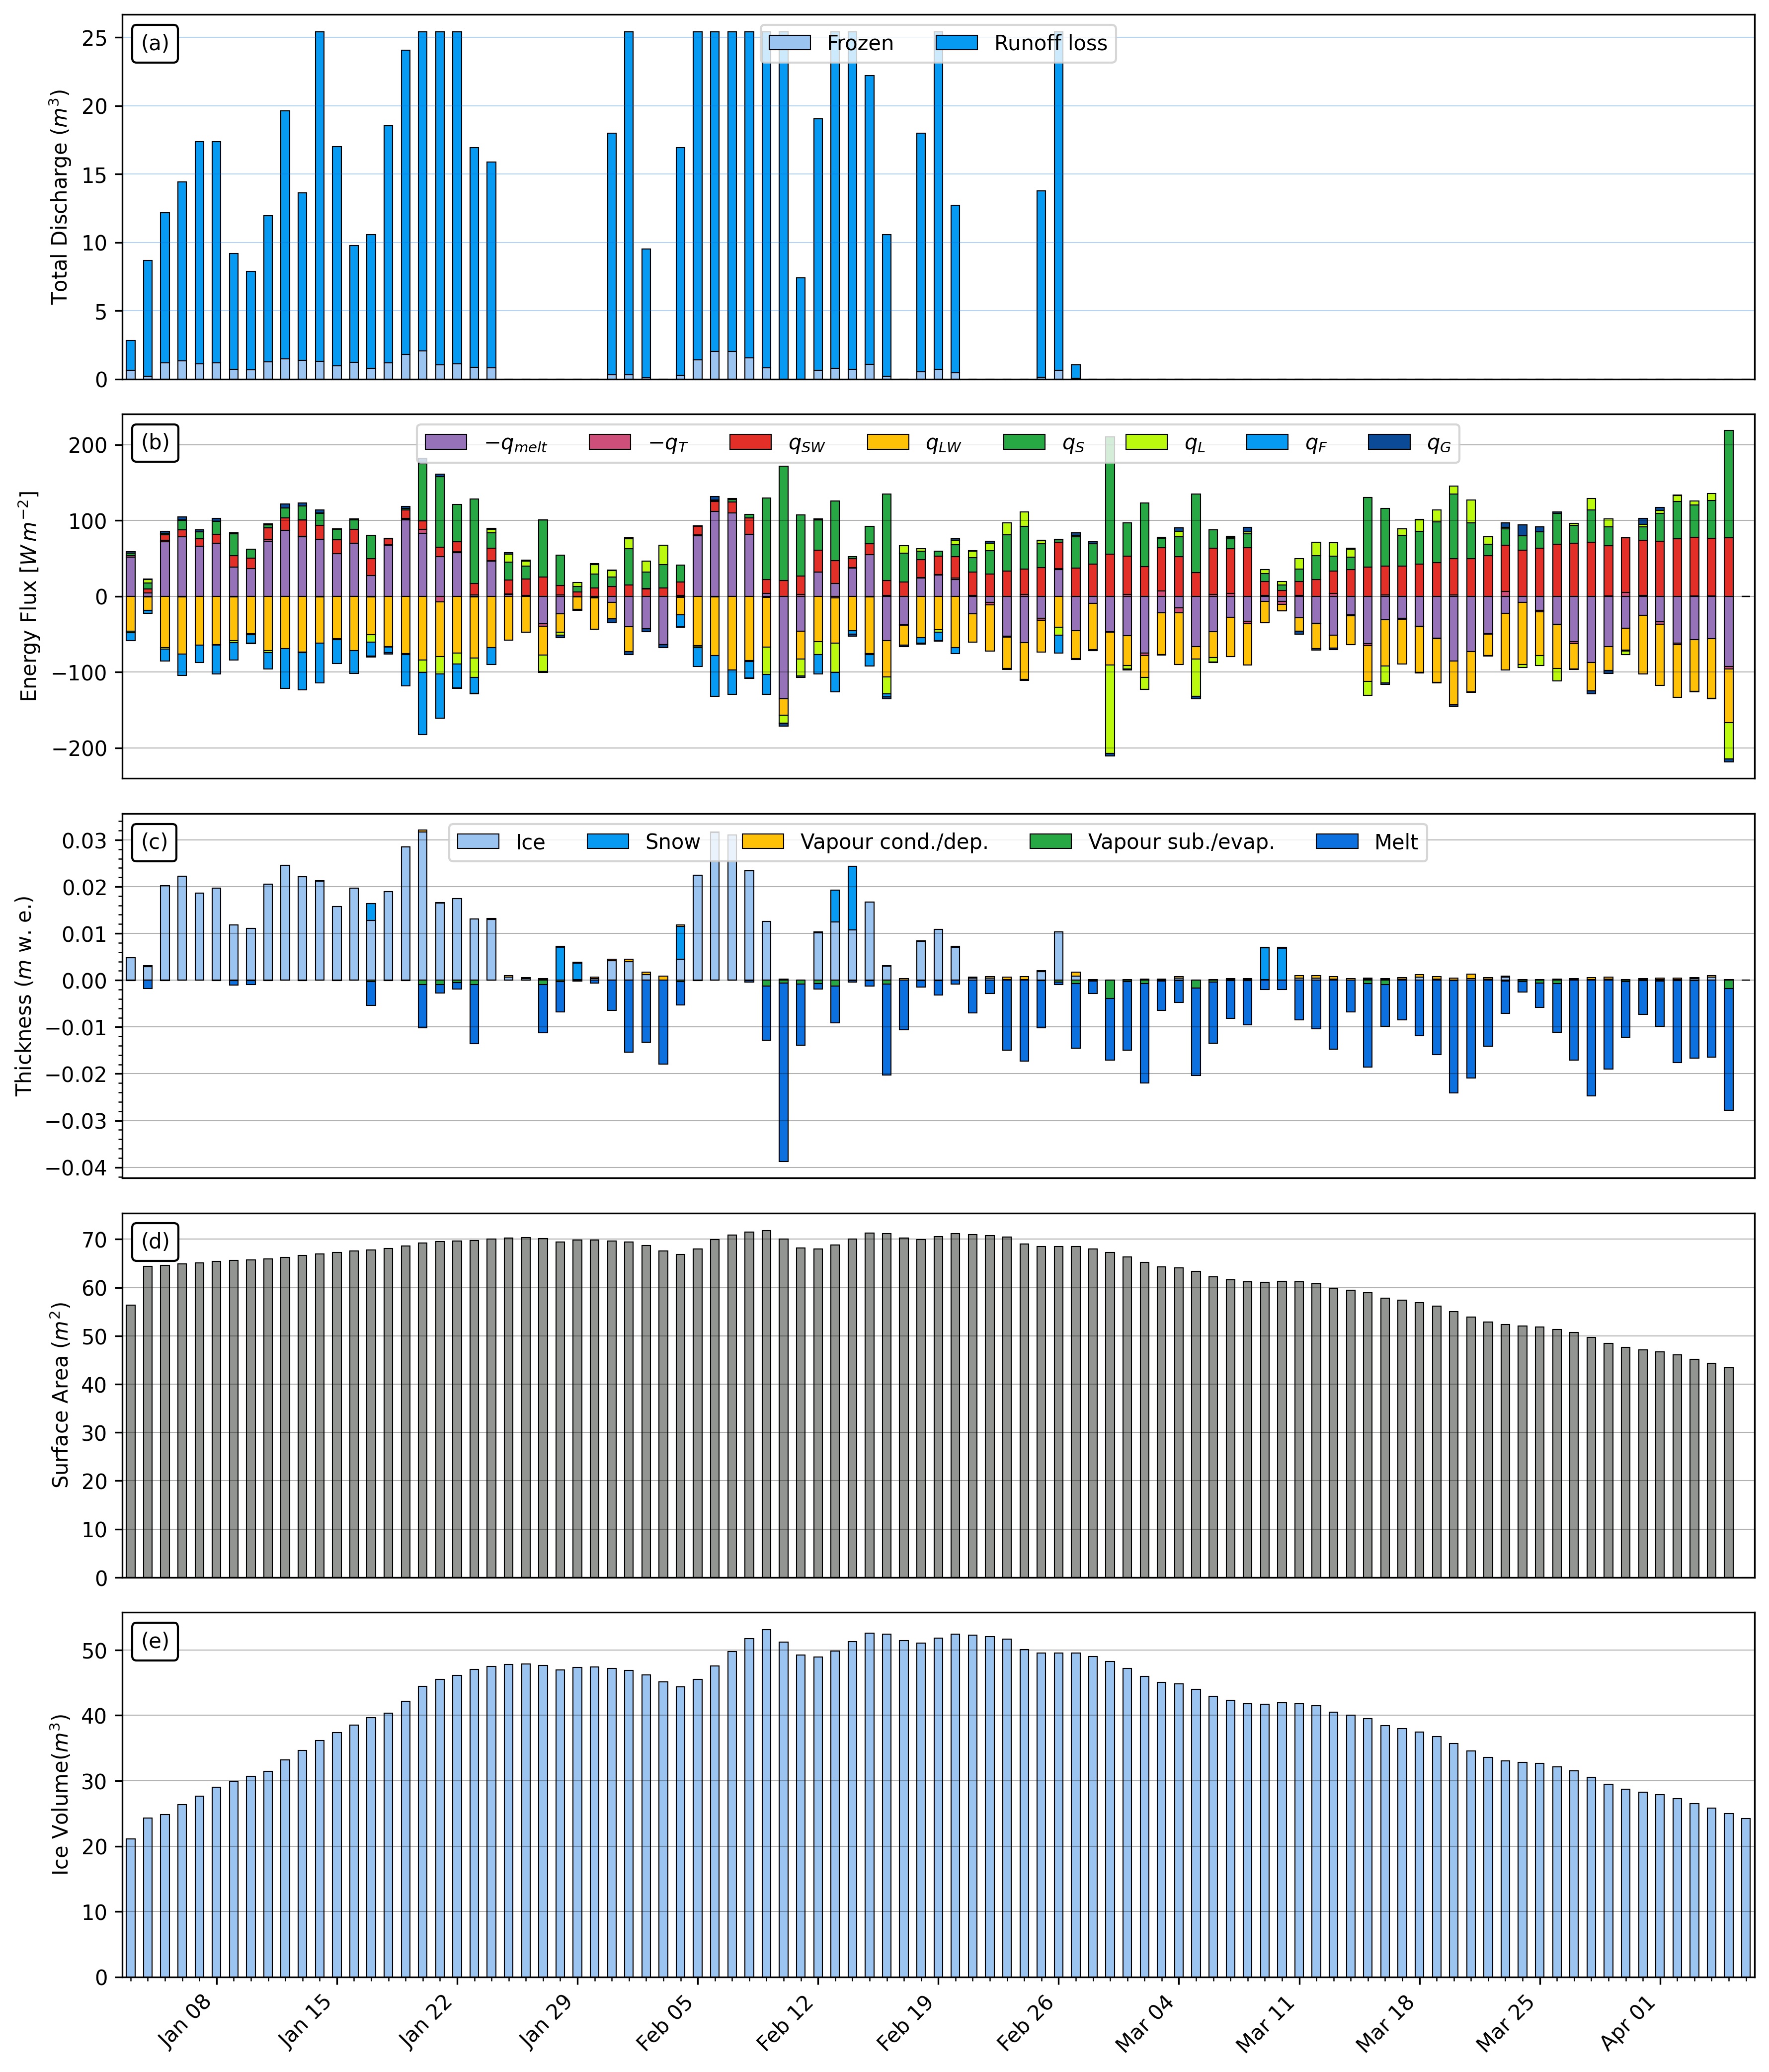 (a)
Frozen Runoff loss
Total Discharge (m³)
25
20
15
10
5
0
(b)
−q_melt −q_T q_SW q_LW q_S q_L q_F q_G
Energy Flux [W m⁻²]
200
100
0
−100
−200
(c)
Ice Snow Vapour cond./dep. Vapour sub./evap. Melt
Thickness (m w. e.)
0.03
0.02
0.01
0.00
−0.01
−0.02
−0.03
−0.04
(d)
Surface Area (m²)
70
60
50
40
30
20
10
0
(e)
Ice Volume(m³)
50
40
30
20
10
0
Jan 08 Jan 15 Jan 22 Jan 29 Feb 05 Feb 12 Feb 19 Feb 26 Mar 04 Mar 11 Mar 18 Mar 25 Apr 01